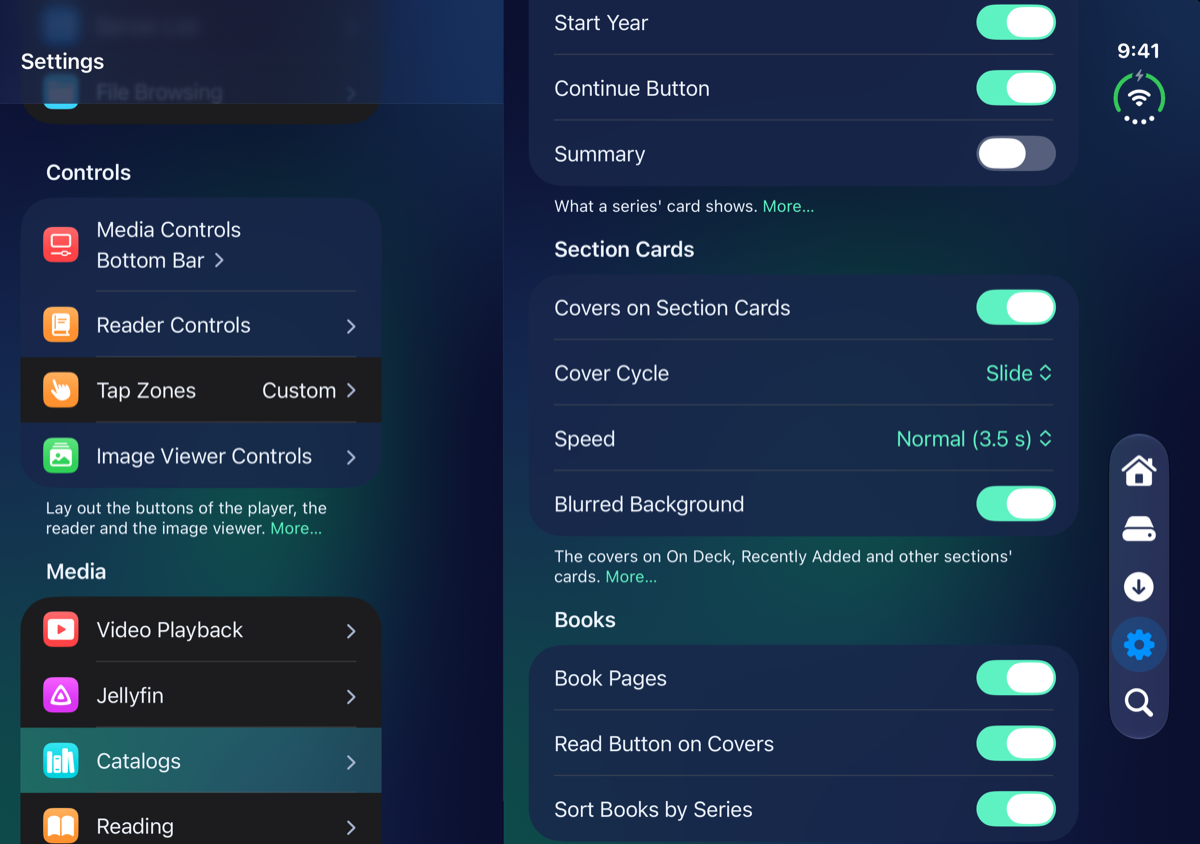 Settings
File Browsing
Controls
Media Controls
Bottom Bar
Reader Controls
Tap Zones
Custom
Image Viewer Controls
Lay out the buttons of the player, the
reader and the image viewer. More...
Media
Video Playback
Jellyfin
Catalogs
Reading
Start Year
Continue Button
Summary
What a series' card shows. More...
Section Cards
Covers on Section Cards
Cover Cycle
Slide
Speed
Normal (3.5 s)
Blurred Background
The covers on On Deck, Recently Added and other sections'
cards. More...
Books
Book Pages
Read Button on Covers
Sort Books by Series
9:41